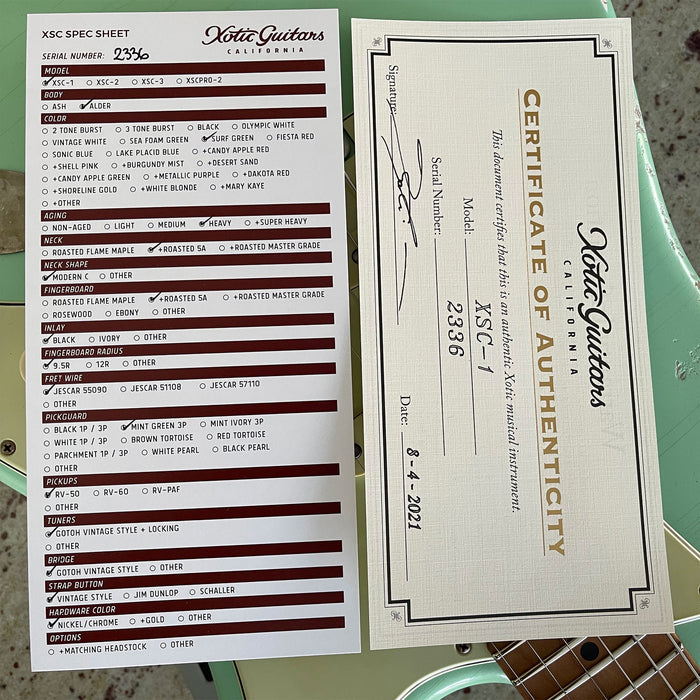 XSC SPEC SHEET
Xotic Guitars
CALIFORNIA
SERIAL NUMBER: 2336
MODEL
XSC-1 XSC-2 XSC-3 XSCPRO-2
BODY
ASH ALDER
COLOR
2 TONE BURST 3 TONE BURST BLACK OLYMPIC WHITE
VINTAGE WHITE SEA FOAM GREEN SURF GREEN FIESTA RED
SONIC BLUE LAKE PLACID BLUE +CANDY APPLE RED
+SHELL PINK +BURGUNDY MIST +DESERT SAND
+CANDY APPLE GREEN +METALLIC PURPLE +DAKOTA RED
+SHORELINE GOLD +WHITE BLONDE +MARY KAYE
+OTHER
AGING
NON-AGED LIGHT MEDIUM HEAVY +SUPER HEAVY
NECK
ROASTED FLAME MAPLE +ROASTED 5A +ROASTED MASTER GRADE
NECK SHAPE
MODERN C OTHER
FINGERBOARD
ROASTED FLAME MAPLE +ROASTED 5A +ROASTED MASTER GRADE
ROSEWOOD EBONY OTHER
INLAY
BLACK IVORY OTHER
FINGERBOARD RADIUS
9.5R 12R OTHER
FRET WIRE
JESCAR 55090 JESCAR 51108 JESCAR 57110
OTHER
PICKGUARD
BLACK 1P / 3P MINT GREEN 3P MINT IVORY 3P
WHITE 1P / 3P BROWN TORTOISE RED TORTOISE
PARCHMENT 1P / 3P WHITE PEARL BLACK PEARL
OTHER
PICKUPS
RV-50 RV-60 RV-PAF
OTHER
TUNERS
GOTOH VINTAGE STYLE + LOCKING
OTHER
BRIDGE
GOTOH VINTAGE STYLE OTHER
STRAP BUTTON
VINTAGE STYLE JIM DUNLOP SCHALLER
HARDWARE COLOR
NICKEL/CHROME +GOLD OTHER
OPTIONS
+MATCHING HEADSTOCK OTHER
Xotic Guitars
CALIFORNIA
CERTIFICATE OF AUTHENTICITY
This document certifies that this is an authentic Xotic musical instrument.
Model: XSC-1
Serial Number: 2336
Signature: Date: 8-4-2021